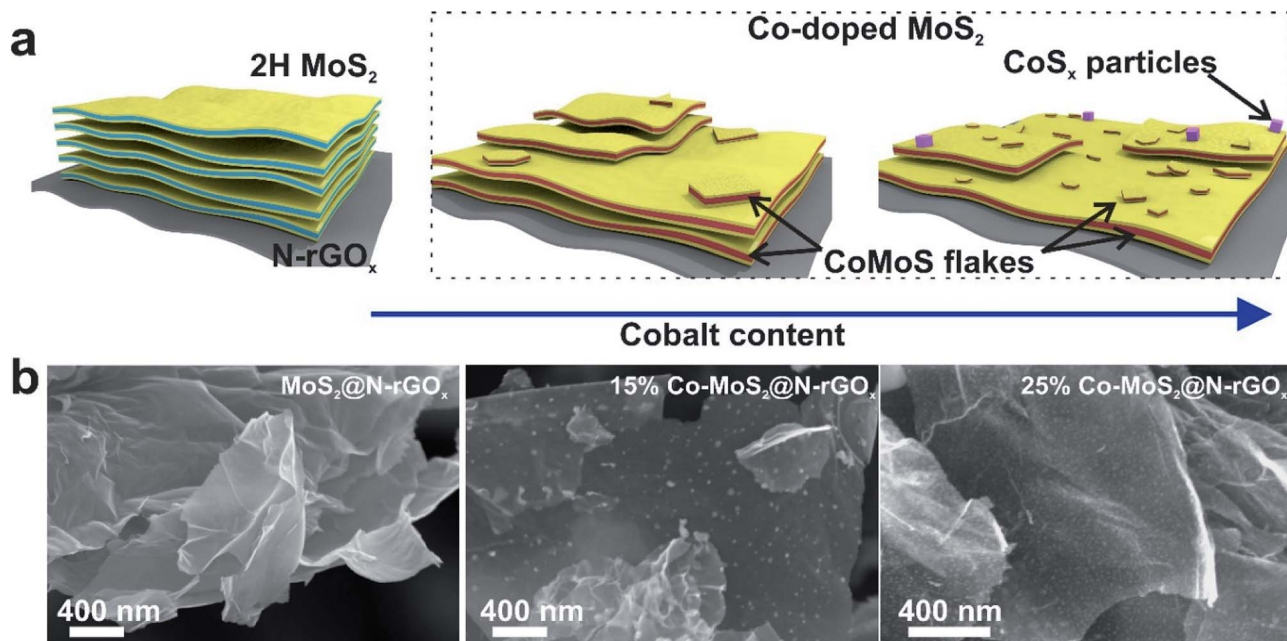 a
Co-doped MoS₂
2H MoS₂
CoSₓ particles
N-rGOₓ
CoMoS flakes
Cobalt content
b
MoS₂@N-rGOₓ
15% Co-MoS₂@N-rGOₓ
25% Co-MoS₂@N-rGOₓ
400 nm
400 nm
400 nm